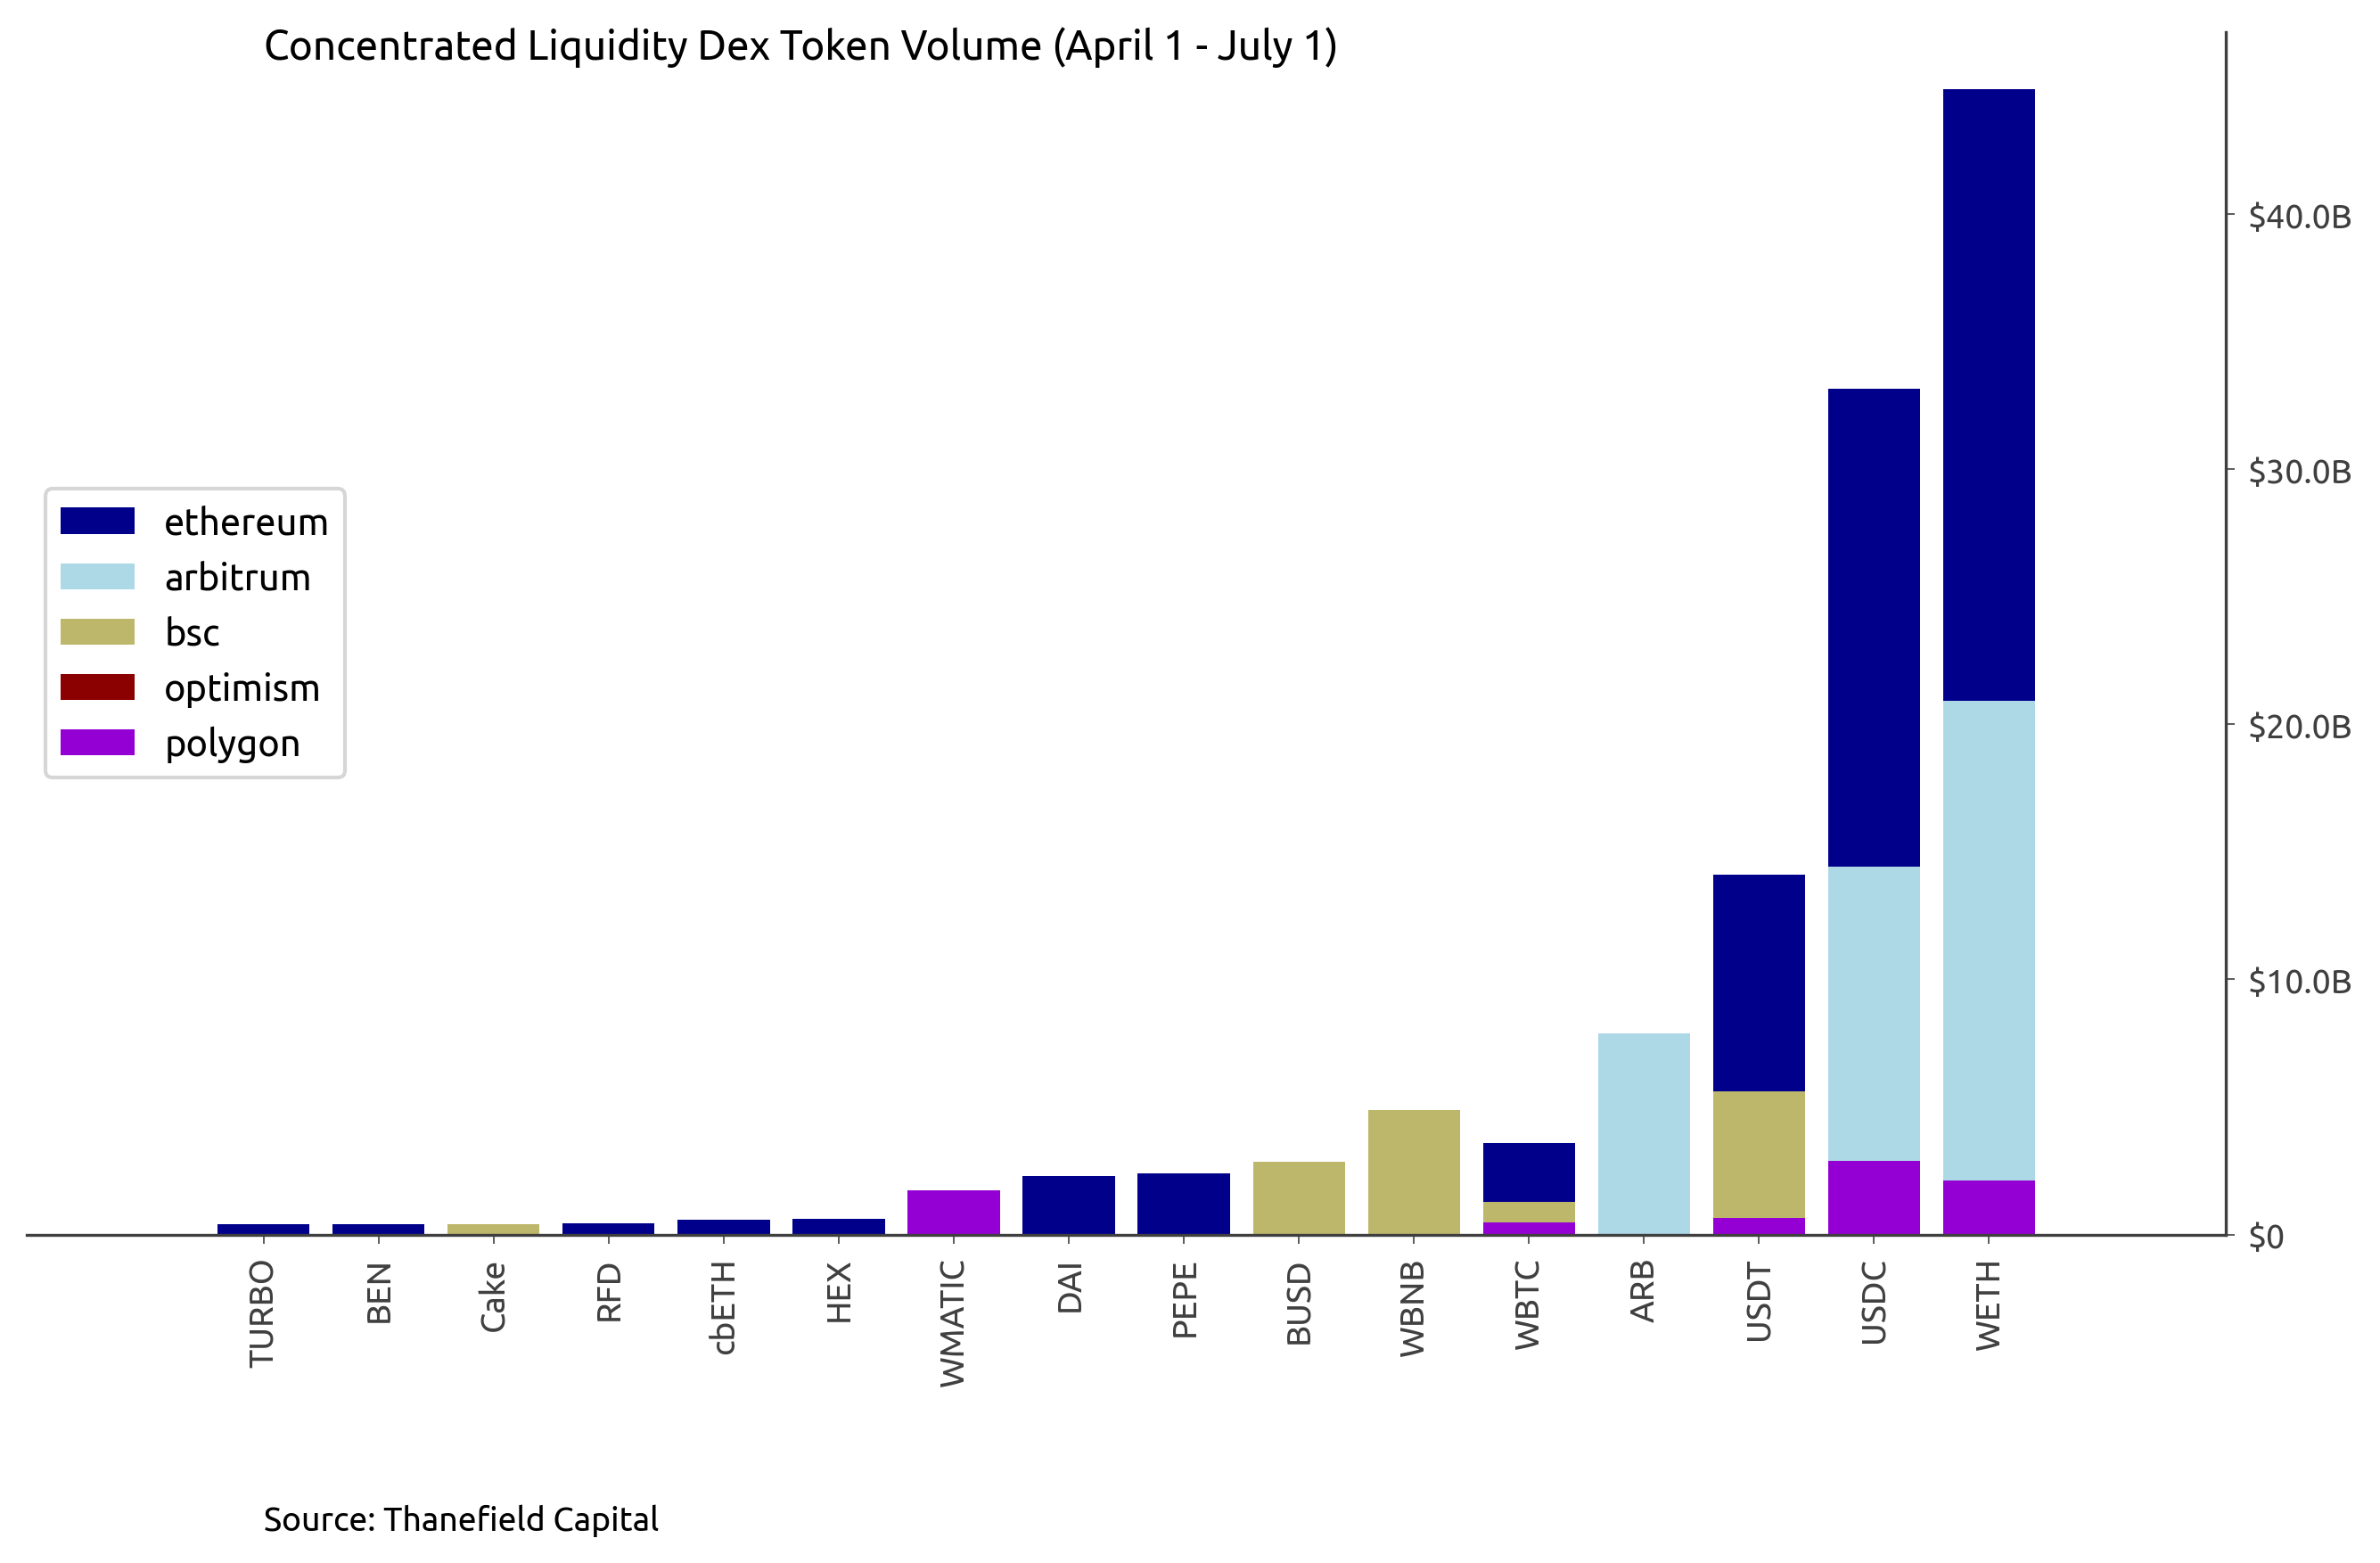 Concentrated Liquidity Dex Token Volume (April 1 - July 1)
$40.0B
$30.0B
$20.0B
$10.0B
$0
ethereum
arbitrum
bsc
optimism
polygon
TURBO
BEN
Cake
RFD
cbETH
HEX
WMATIC
DAI
PEPE
BUSD
WBNB
WBTC
ARB
USDT
USDC
WETH
Source: Thanefield Capital